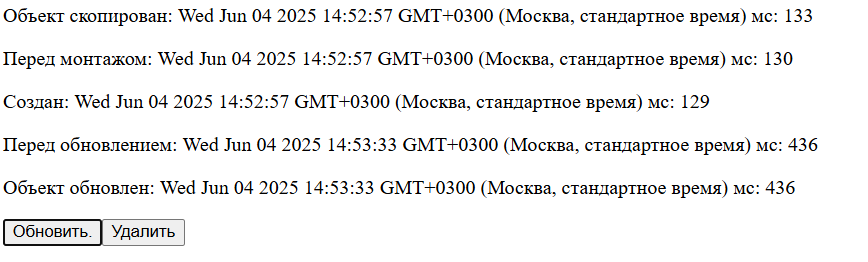 Объект скопирован: Wed Jun 04 2025 14:52:57 GMT+0300 (Москва, стандартное время) мс: 133
Перед монтажом: Wed Jun 04 2025 14:52:57 GMT+0300 (Москва, стандартное время) мс: 130
Создан: Wed Jun 04 2025 14:52:57 GMT+0300 (Москва, стандартное время) мс: 129
Перед обновлением: Wed Jun 04 2025 14:53:33 GMT+0300 (Москва, стандартное время) мс: 436
Объект обновлен: Wed Jun 04 2025 14:53:33 GMT+0300 (Москва, стандартное время) мс: 436
Обновить. Удалить